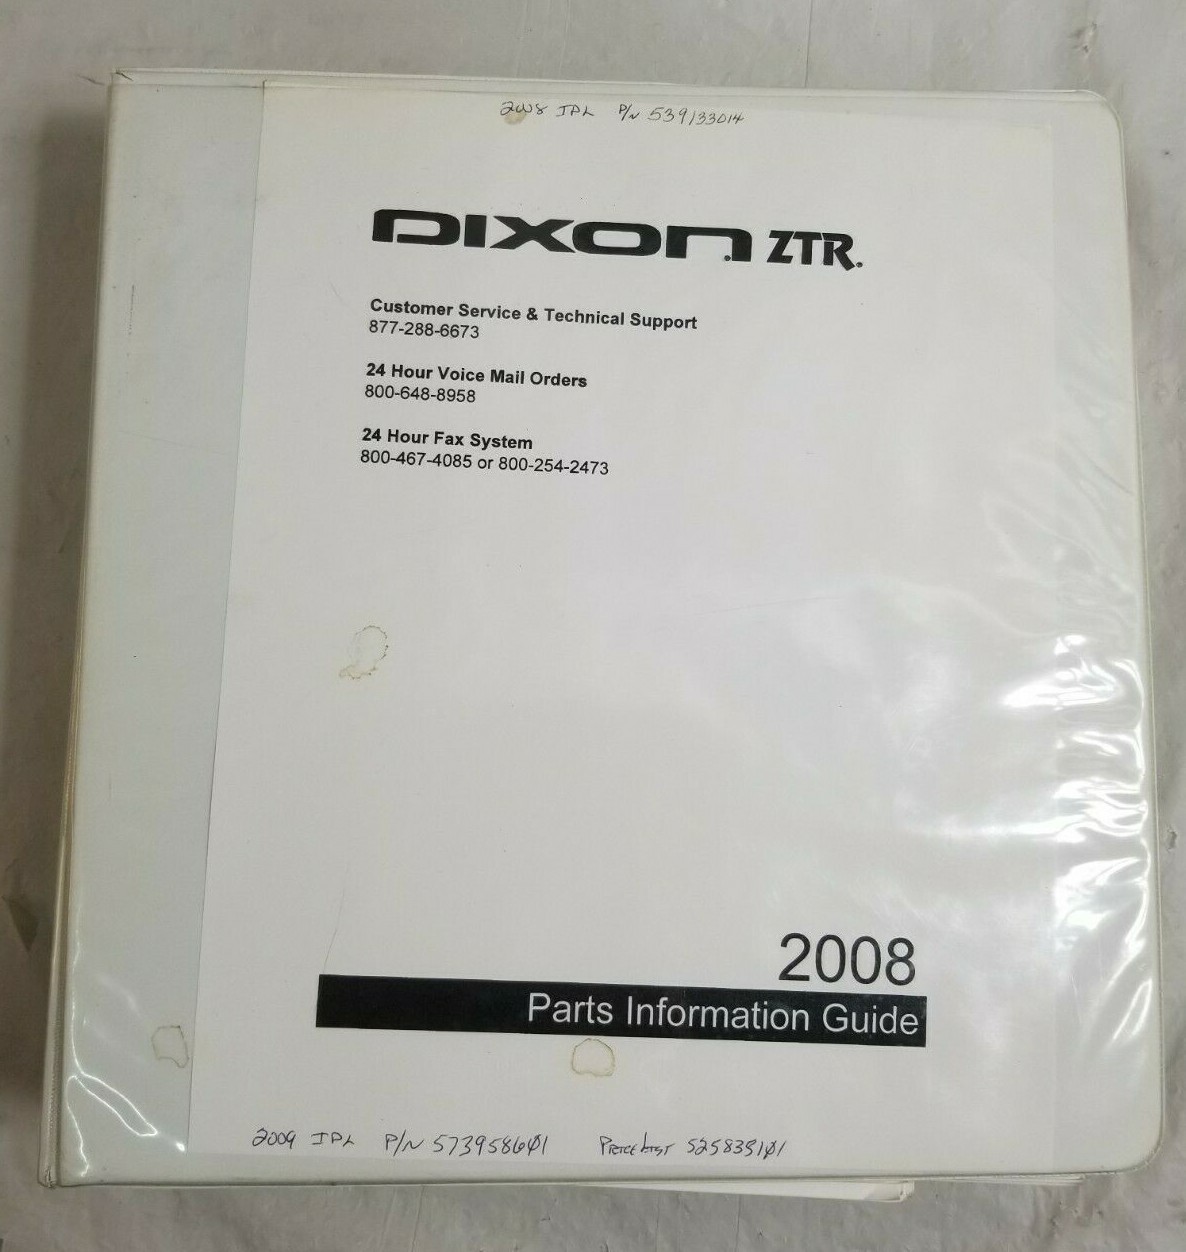 2008 IPL P/N 539133014
DIXON ZTR.
Customer Service & Technical Support
877-288-6673
24 Hour Voice Mail Orders
800-648-8958
24 Hour Fax System
800-467-4085 or 800-254-2473
2008
Parts Information Guide
2009 IPL P/N 573958601 Price List 525835101